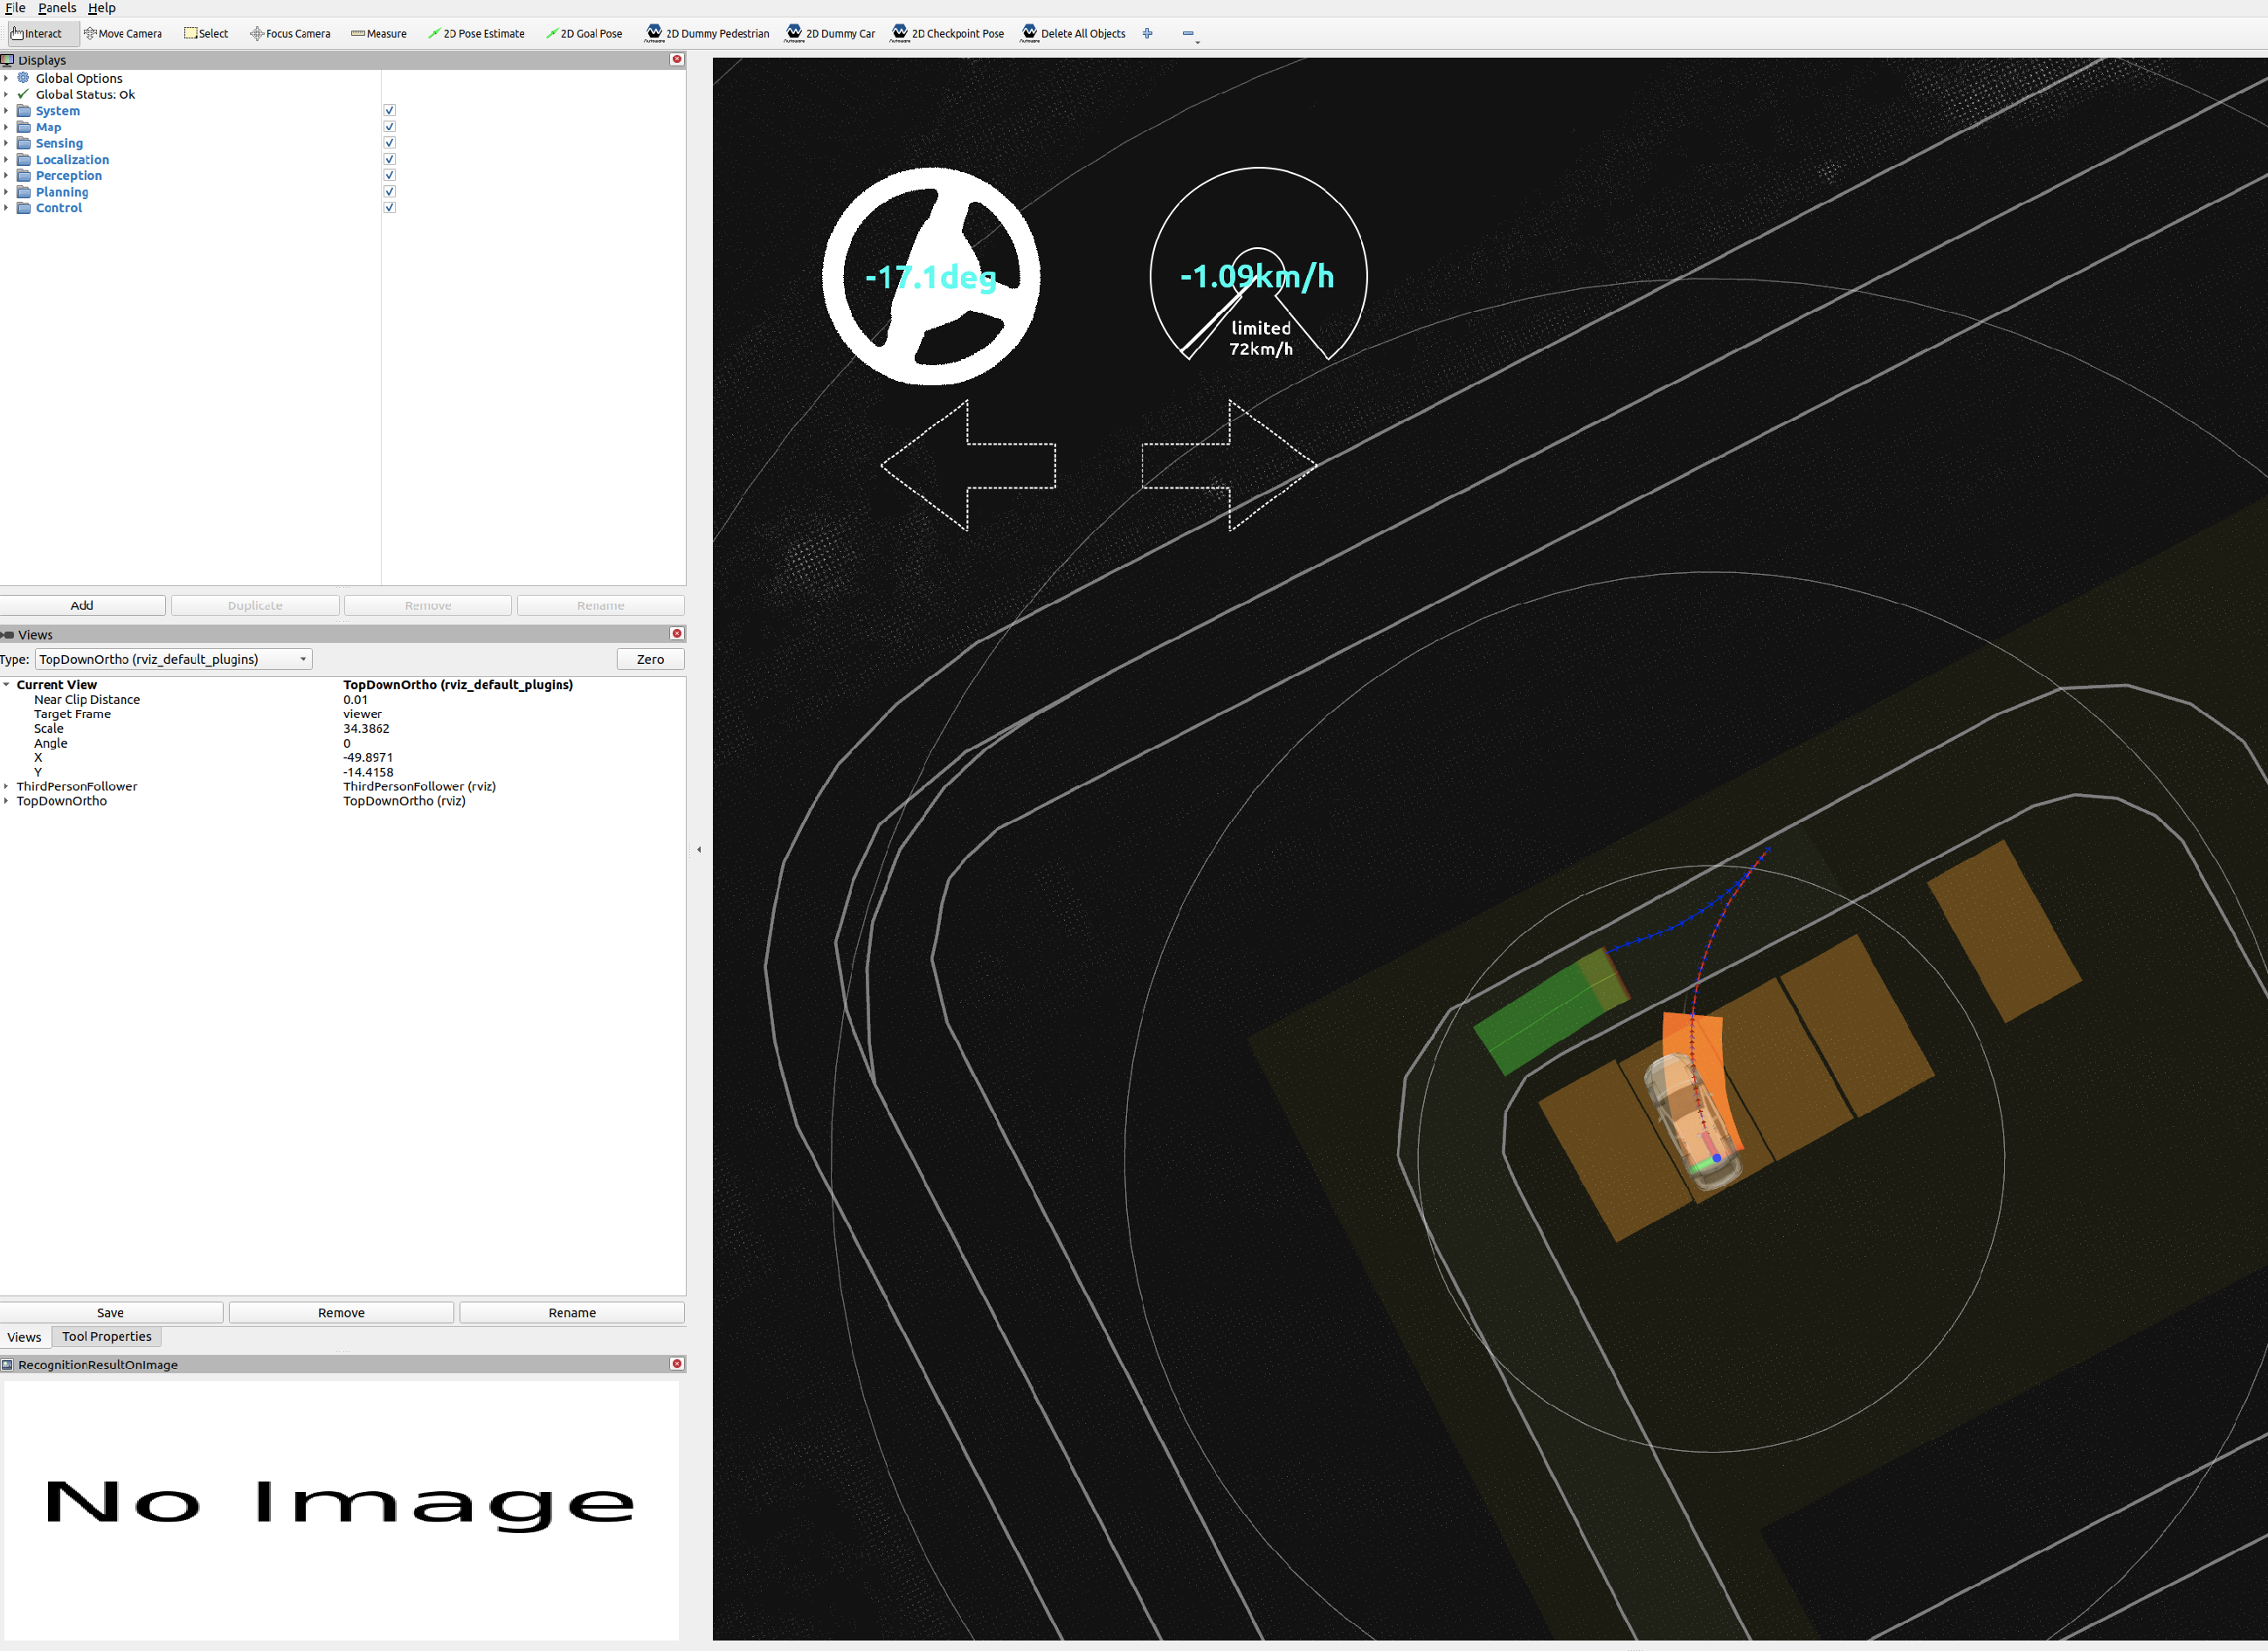 File Panels Help
Interact Move Camera Select Focus Camera Measure 2D Pose Estimate 2D Goal Pose 2D Dummy Pedestrian 2D Dummy Car 2D Checkpoint Pose Delete All Objects
Displays
Global Options
Global Status: Ok
System
Map
Sensing
Localization
Perception
Planning
Control
Add Duplicate Remove Rename
Views
Type: TopDownOrtho (rviz_default_plugins) Zero
Current View TopDownOrtho (rviz_default_plugins)
Near Clip Distance 0.01
Target Frame viewer
Scale 34.3862
Angle 0
X -49.8971
Y -14.4158
ThirdPersonFollower ThirdPersonFollower (rviz)
TopDownOrtho TopDownOrtho (rviz)
Save Remove Rename
Views Tool Properties
RecognitionResultOnImage
No Image
-17.1deg
-1.09km/h
limited
72km/h